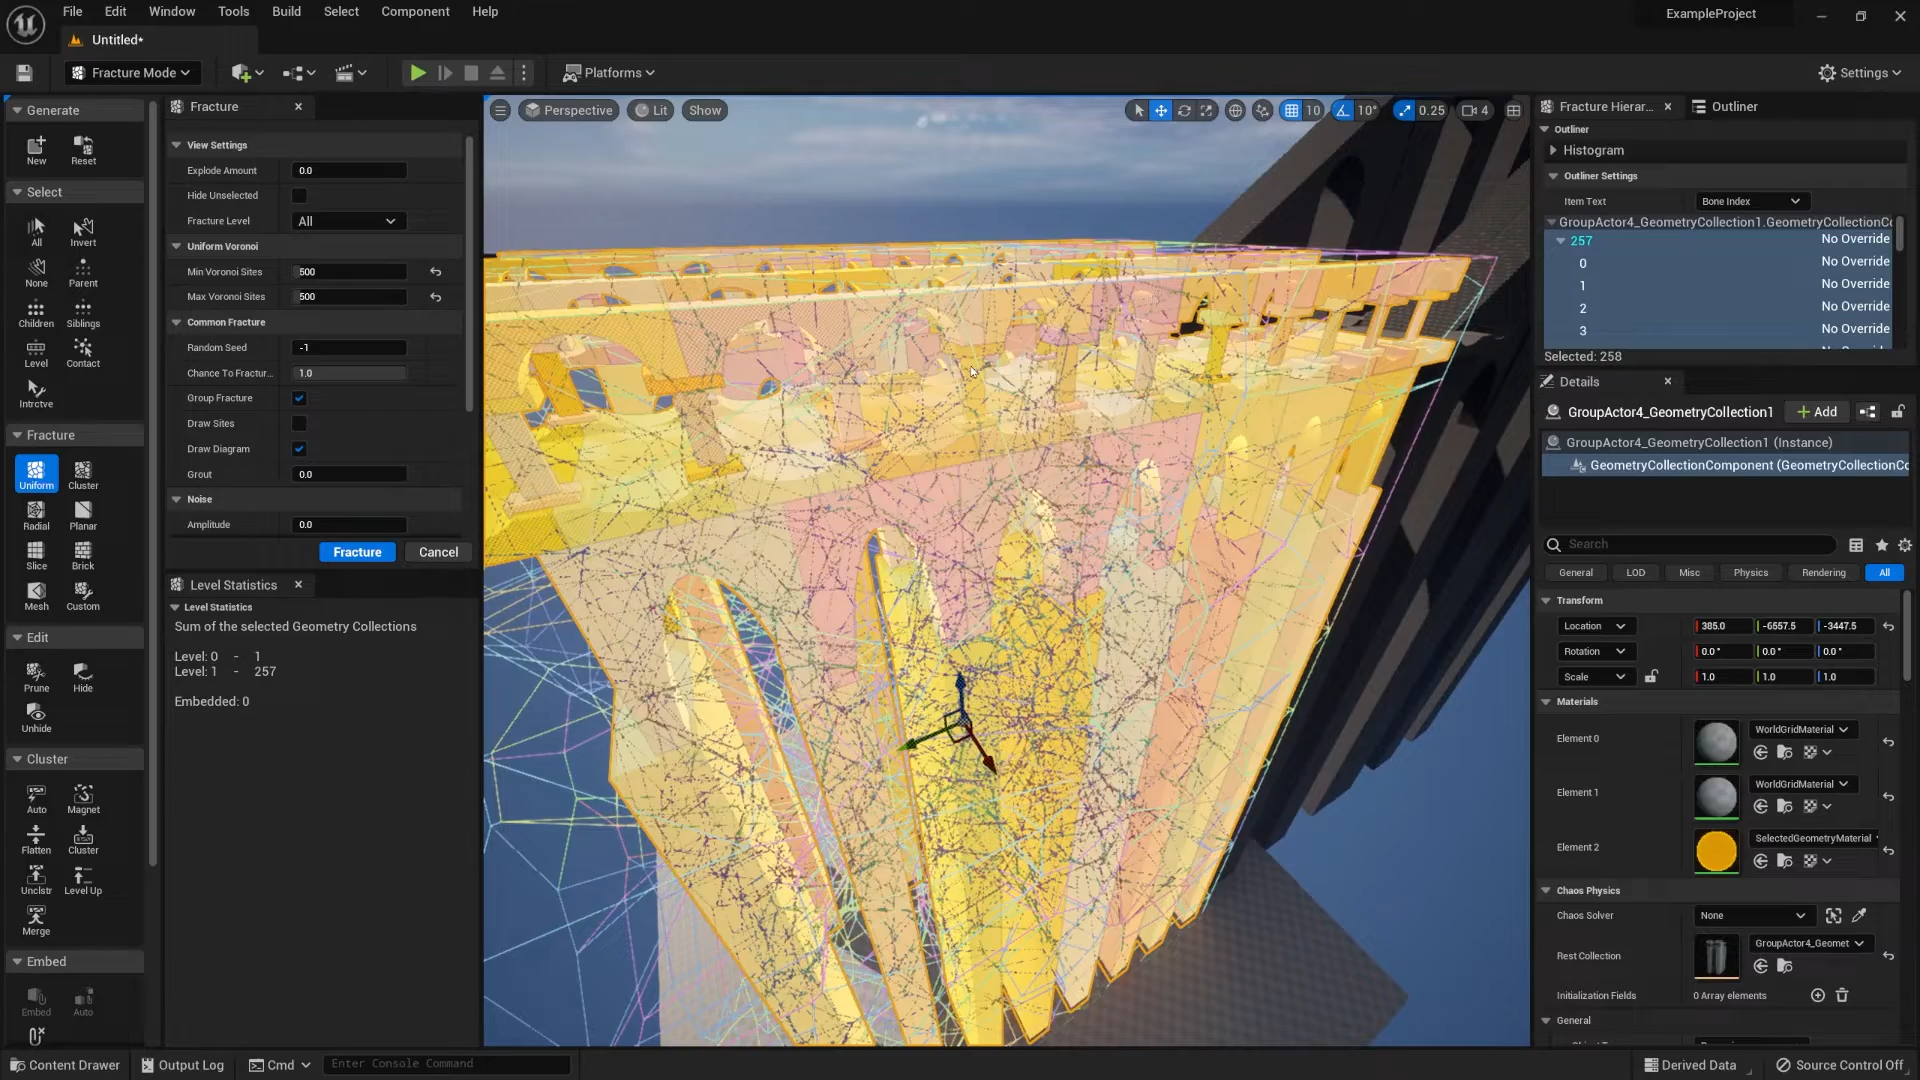 File Edit Window Tools Build Select Component Help
ExampleProject
Untitled*
Fracture Mode
Platforms
Settings
Generate
New Reset
Select
All Invert
None Parent
Children Siblings
Level Contact
Intrctve
Fracture
Uniform Cluster
Radial Planar
Slice Brick
Mesh Custom
Edit
Prune Hide
Unhide
Cluster
Auto Magnet
Flatten Cluster
Unclstr Level Up
Merge
Embed
Embed Auto
Fracture
View Settings
Explode Amount 0.0
Hide Unselected
Fracture Level All
Uniform Voronoi
Min Voronoi Sites 500
Max Voronoi Sites 500
Common Fracture
Random Seed -1
Chance To Fractur... 1.0
Group Fracture
Draw Sites
Draw Diagram
Grout 0.0
Noise
Amplitude 0.0
Fracture Cancel
Level Statistics
Level Statistics
Sum of the selected Geometry Collections
Level: 0 - 1
Level: 1 - 257
Embedded: 0
Perspective Lit Show
10 10° 0.25 4
Fracture Hierar... Outliner
Outliner
Histogram
Outliner Settings
Item Text Bone Index
GroupActor4_GeometryCollection1.GeometryCollectionCo
257 No Override
0 No Override
1 No Override
2 No Override
3 No Override
Selected: 258
Details
GroupActor4_GeometryCollection1 Add
GroupActor4_GeometryCollection1 (Instance)
GeometryCollectionComponent (GeometryCollectionCo
Search
General LOD Misc Physics Rendering All
Transform
Location 385.0 -6557.5 -3447.5
Rotation 0.0° 0.0° 0.0°
Scale 1.0 1.0 1.0
Materials
Element 0 WorldGridMaterial
Element 1 WorldGridMaterial
Element 2 SelectedGeometryMaterial
Chaos Physics
Chaos Solver None
Rest Collection GroupActor4_Geomet
Initialization Fields 0 Array elements
General
Content Drawer Output Log Cmd Enter Console Command
Derived Data Source Control Off